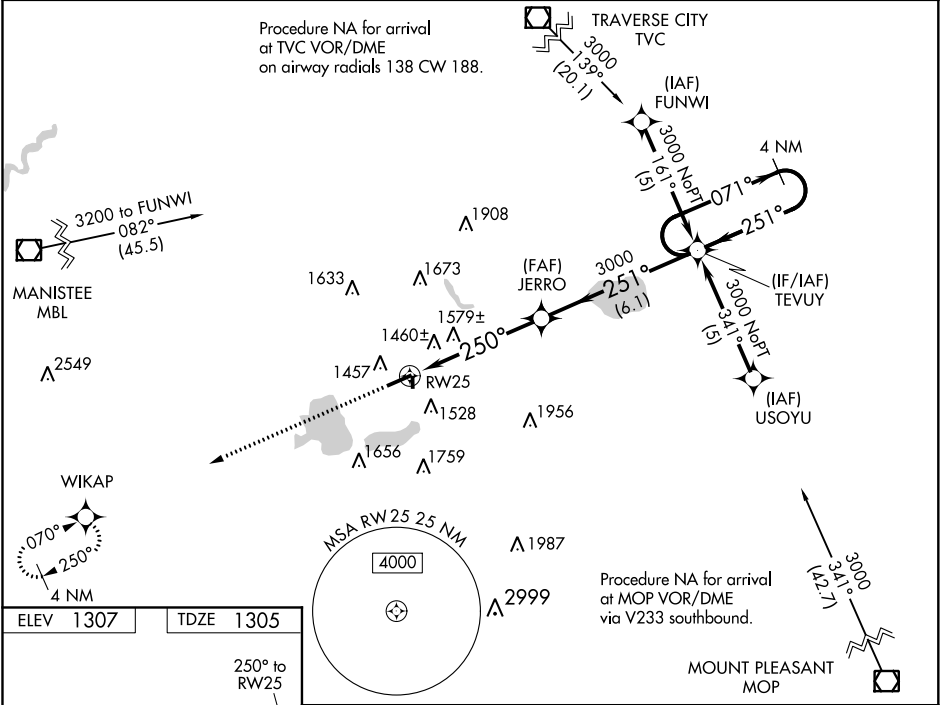 Procedure NA for arrival
at TVC VOR/DME
on airway radials 138 CW 188.
TRAVERSE CITY
TVC
3000
139°
(20.1)
(IAF)
FUNWI
3000 NoPT
161°
(5)
4 NM
071°
251°
3200 to FUNWI
082°
(45.5)
MANISTEE
MBL
1908
1633
1673
(FAF)
JERRO
3000
251°
(6.1)
(IF/IAF)
TEVUY
3000 NoPT
341°
(5)
(IAF)
USOYU
1579±
1460±
250°
1457
RW25
2549
1528
1956
1656
1759
WIKAP
070°
250°
4 NM
MSA RW25 25 NM
4000
1987
2999
Procedure NA for arrival
at MOP VOR/DME
via V233 southbound.
3000
341°
(42.7)
MOUNT PLEASANT
MOP
ELEV 1307
TDZE 1305
250° to
RW25